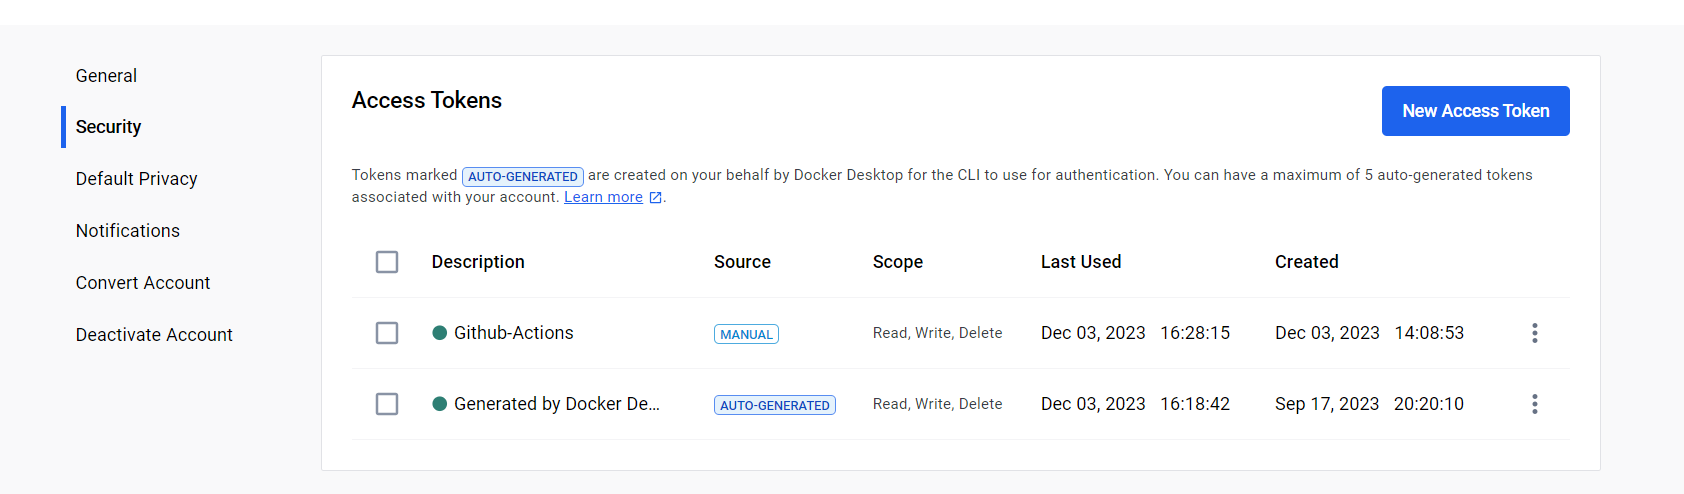 General
Security
Default Privacy
Notifications
Convert Account
Deactivate Account
Access Tokens
New Access Token
Tokens marked AUTO-GENERATED are created on your behalf by Docker Desktop for the CLI to use for authentication. You can have a maximum of 5 auto-generated tokens
associated with your account. Learn more.
Description Source Scope Last Used Created
Github-Actions MANUAL Read, Write, Delete Dec 03, 2023 16:28:15 Dec 03, 2023 14:08:53
Generated by Docker De... AUTO-GENERATED Read, Write, Delete Dec 03, 2023 16:18:42 Sep 17, 2023 20:20:10